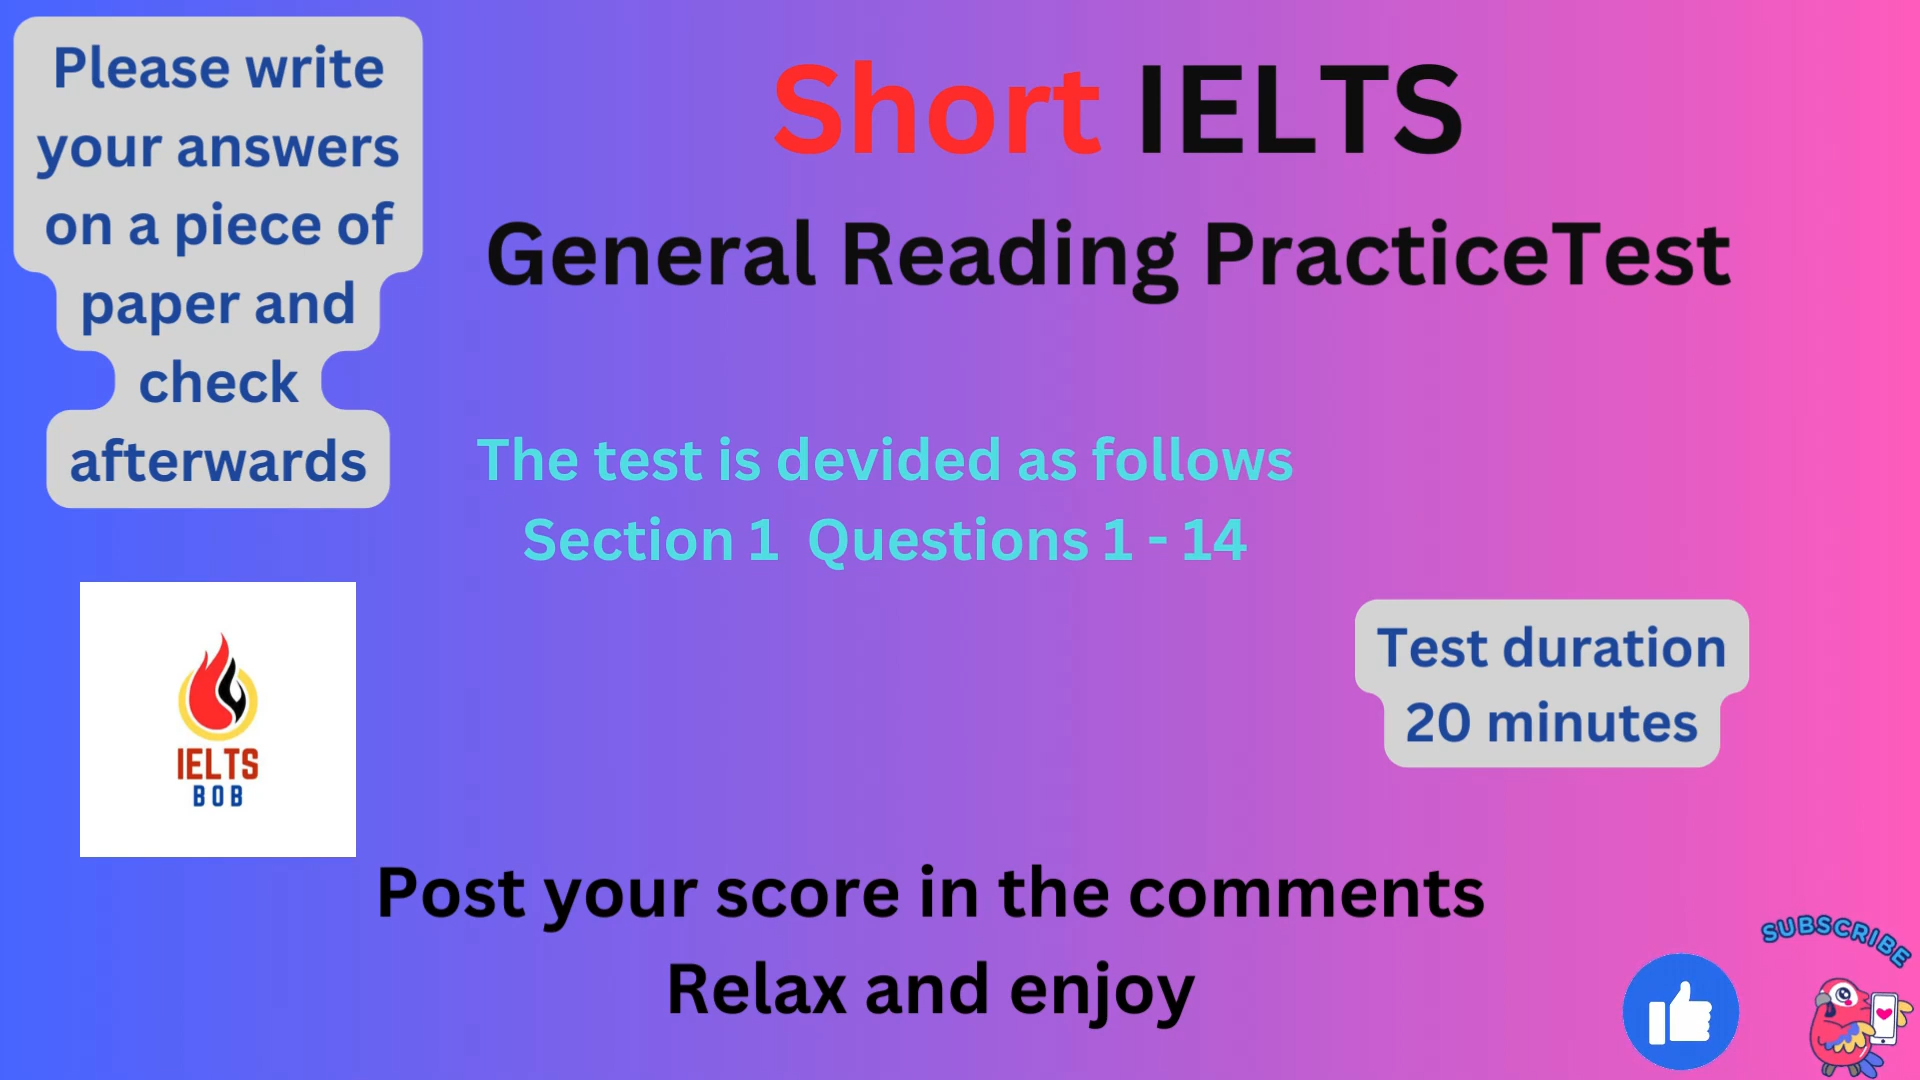 Please write
your answers
on a piece of
paper and
check
afterwards
Short IELTS
General Reading PracticeTest
The test is devided as follows
Section 1 Questions 1 - 14
Test duration
20 minutes
IELTS
BOB
Post your score in the comments
Relax and enjoy
SUBSCRIBE